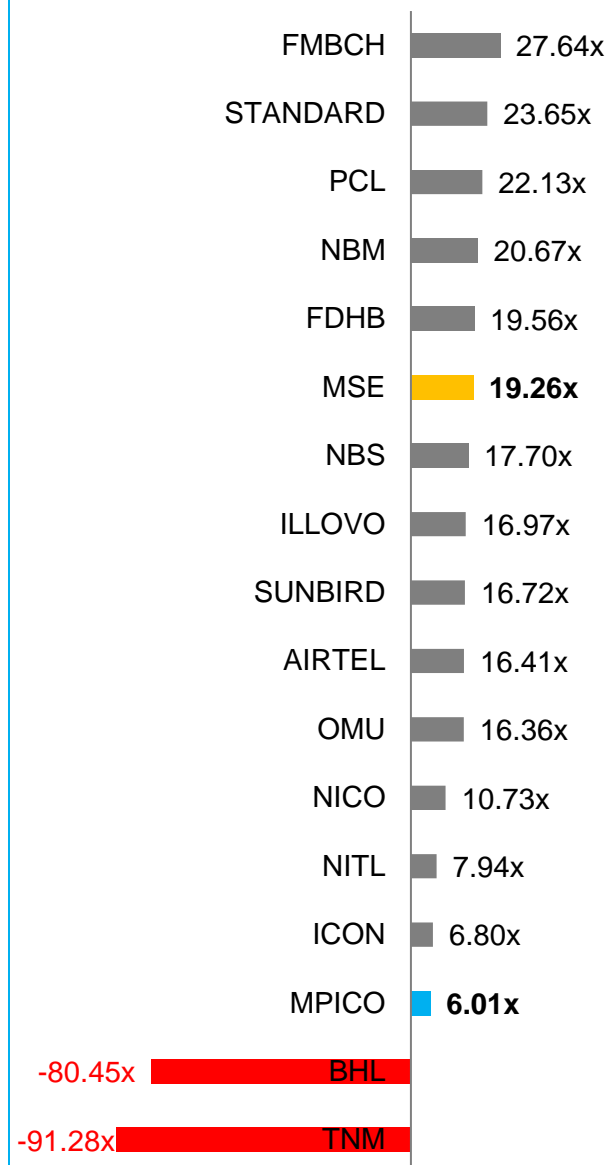 FMBCH 27.64x
STANDARD 23.65x
PCL 22.13x
NBM 20.67x
FDHB 19.56x
MSE 19.26x
NBS 17.70x
ILLOVO 16.97x
SUNBIRD 16.72x
AIRTEL 16.41x
OMU 16.36x
NICO 10.73x
NITL 7.94x
ICON 6.80x
MPICO 6.01x
-80.45x BHL
-91.28x TNM